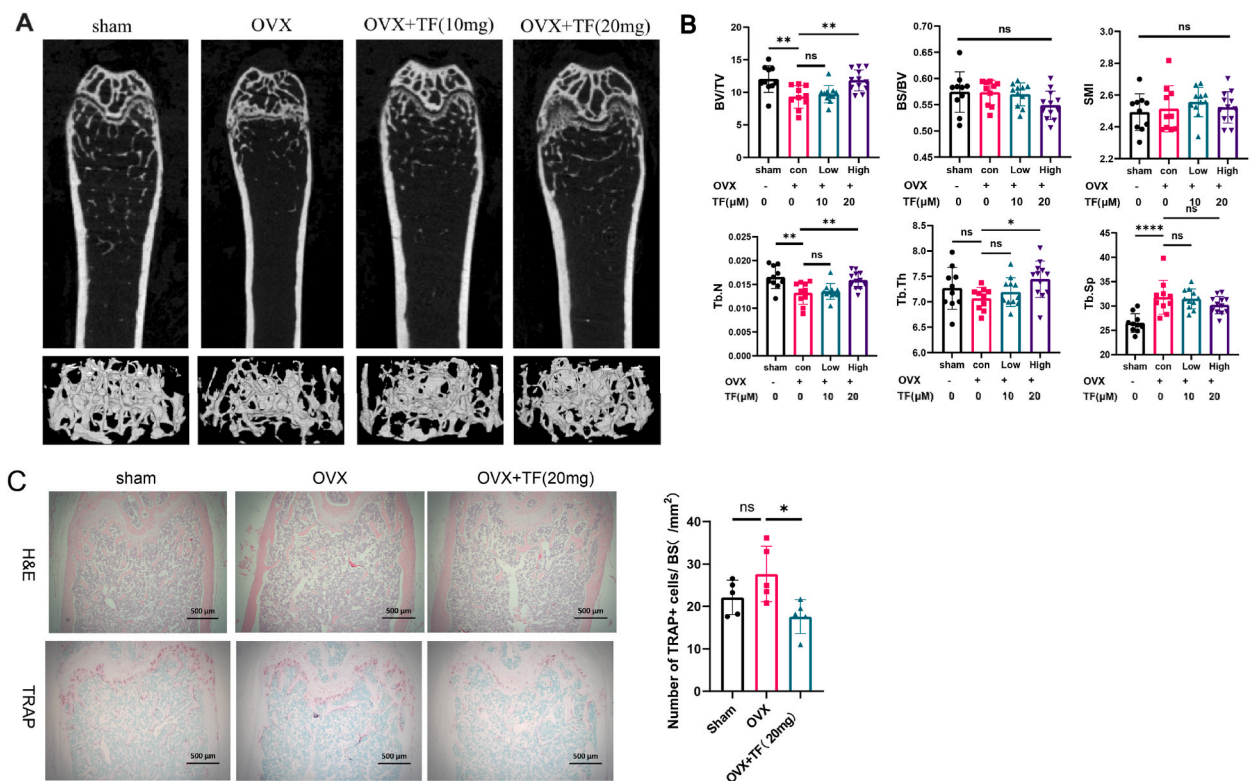 A
sham
OVX
OVX+TF(10mg)
OVX+TF(20mg)
B
BV/TV
20
15
10
5
0
** **
ns
sham con Low High
OVX - + + +
TF(μM) 0 0 10 20
BS/BV
0.70
0.65
0.60
0.55
0.50
0.45
ns
sham con Low High
OVX - + + +
TF(μM) 0 0 10 20
SMI
3.0
2.8
2.6
2.4
2.2
ns
sham con Low High
OVX - + + +
TF(μM) 0 0 10 20
Tb.N
0.025
0.020
0.015
0.010
0.005
0.000
** **
ns
sham con Low High
OVX - + + +
TF(μM) 0 0 10 20
Tb.Th
8.5
8.0
7.5
7.0
6.5
6.0
ns *
ns
sham con Low High
OVX - + + +
TF(μM) 0 0 10 20
Tb.Sp
45
40
35
30
25
20
ns
**** ns
sham con Low High
OVX - + + +
TF(μM) 0 0 10 20
C
sham
OVX
OVX+TF(20mg)
H&E
500 μm
500 μm
500 μm
TRAP
500 μm
500 μm
500 μm
Number of TRAP+ cells/ BS( /mm²)
40
30
20
10
0
ns *
Sham
OVX
OVX+TF(20mg)